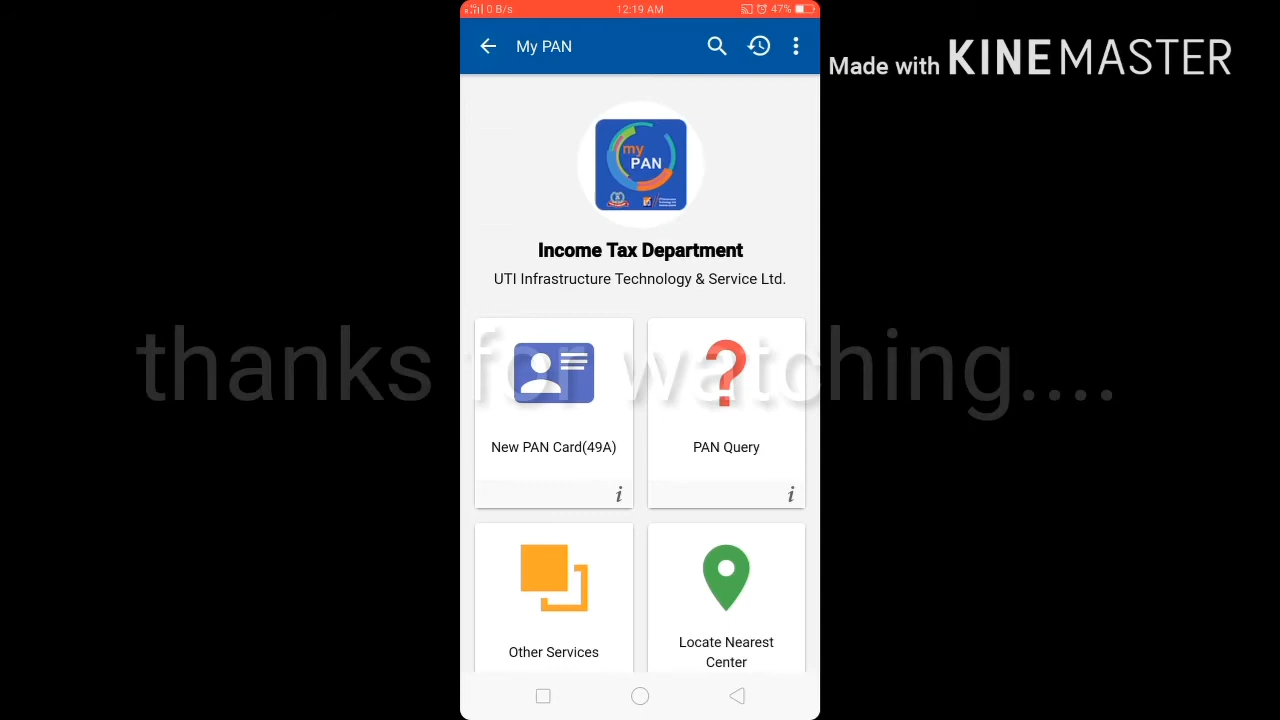 0 B/s 12:19 AM 47%
My PAN
Made with KINEMASTER
my
PAN
Income Tax Department
UTI Infrastructure Technology & Service Ltd.
thanks for watching....
New PAN Card(49A)
PAN Query
i
i
Other Services
Locate Nearest
Center